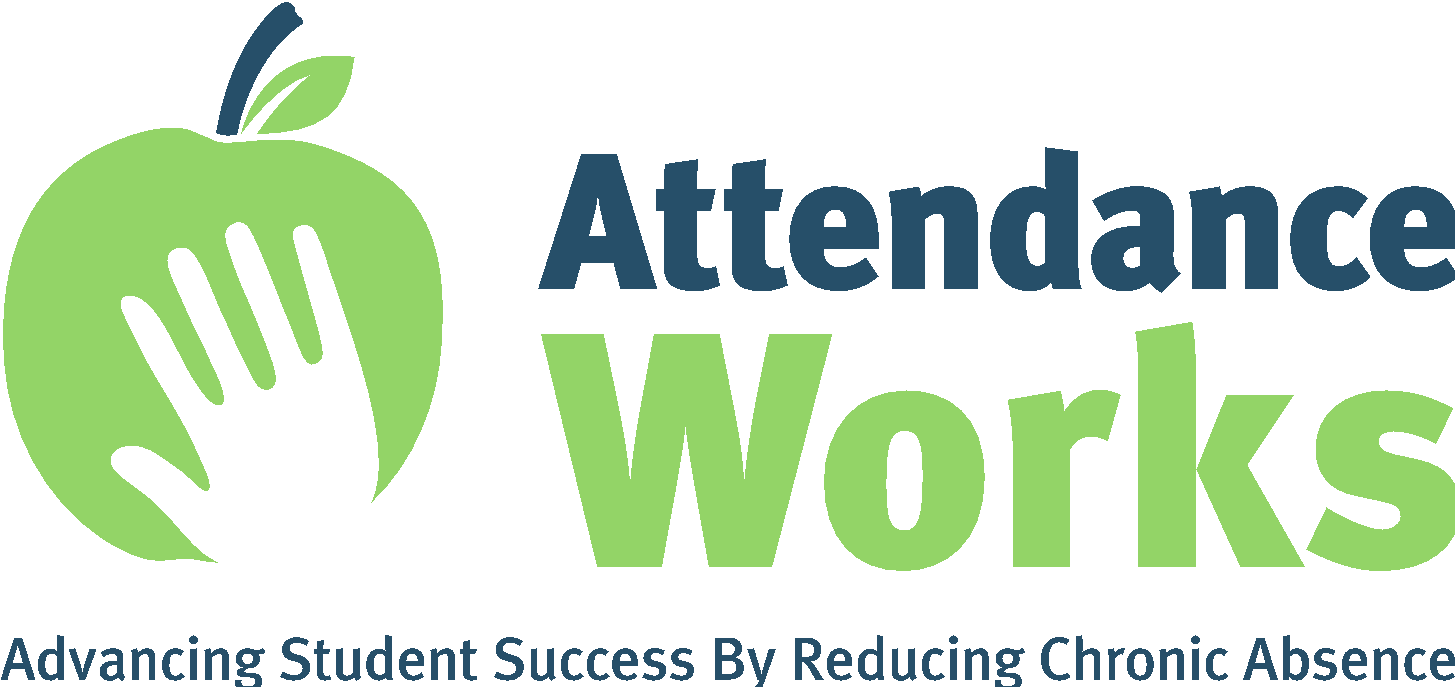 Attendance
Works
Advancing Student Success By Reducing Chronic Absence